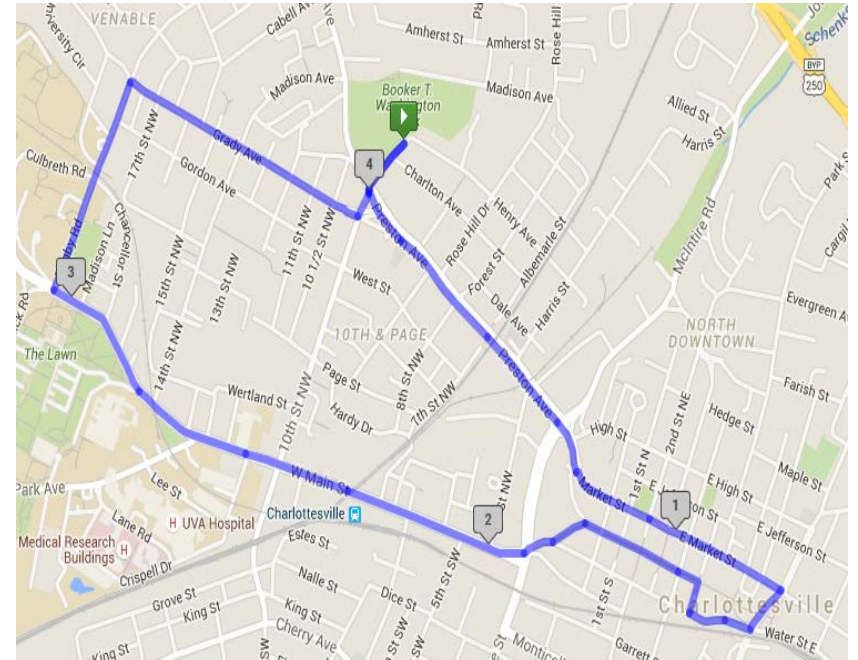 VENABLE
University Cir
Cabell Ave
Amherst St
Amherst St
Rose Hill
Rd
BYP
250
Madison Ave
Booker T.
Washington
Madison Ave
Allied St
Harris St
Culbreth Rd
17th St NW
Grady Ave
Gordon Ave
4
Charlton Ave
Henry Ave
Rose Hill Dr
Albemarle St
McIntire Rd
Chancellor St
Madison Ln
15th St NW
13th St NW
11th St NW
10 1/2 St NW
Preston Ave
Forest St
West St
3
Dale Ave
Harris St
Evergreen Av
The Lawn
14th St NW
10TH & PAGE
NORTH
DOWNTOWN
Page St
8th St NW
7th St NW
Preston Ave
Farish St
Wertland St
Hardy Dr
10th St NW
High St
2nd St NE
Hedge St
Maple St
Park Ave
Lee St
W Main St
1st St N
E High St
Market St
1
E Jefferson St
E Market St
Lane Rd
H UVA Hospital
Charlottesville
2
Medical Research
Buildings
H
Crispell Dr
Estes St
5th St SW
1st St S
Charlottesville
Grove St
Nalle St
Dice St
King St
King St
Cherry Ave
Garrett
Water St E
King St
Monticel